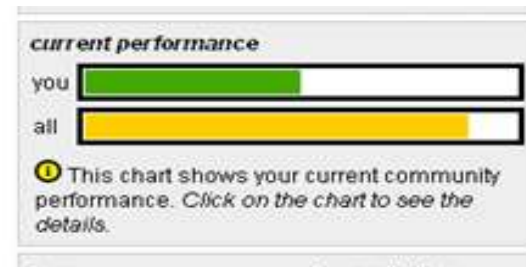 current performance
you
all
This chart shows your current community
performance. Click on the chart to see the
details.